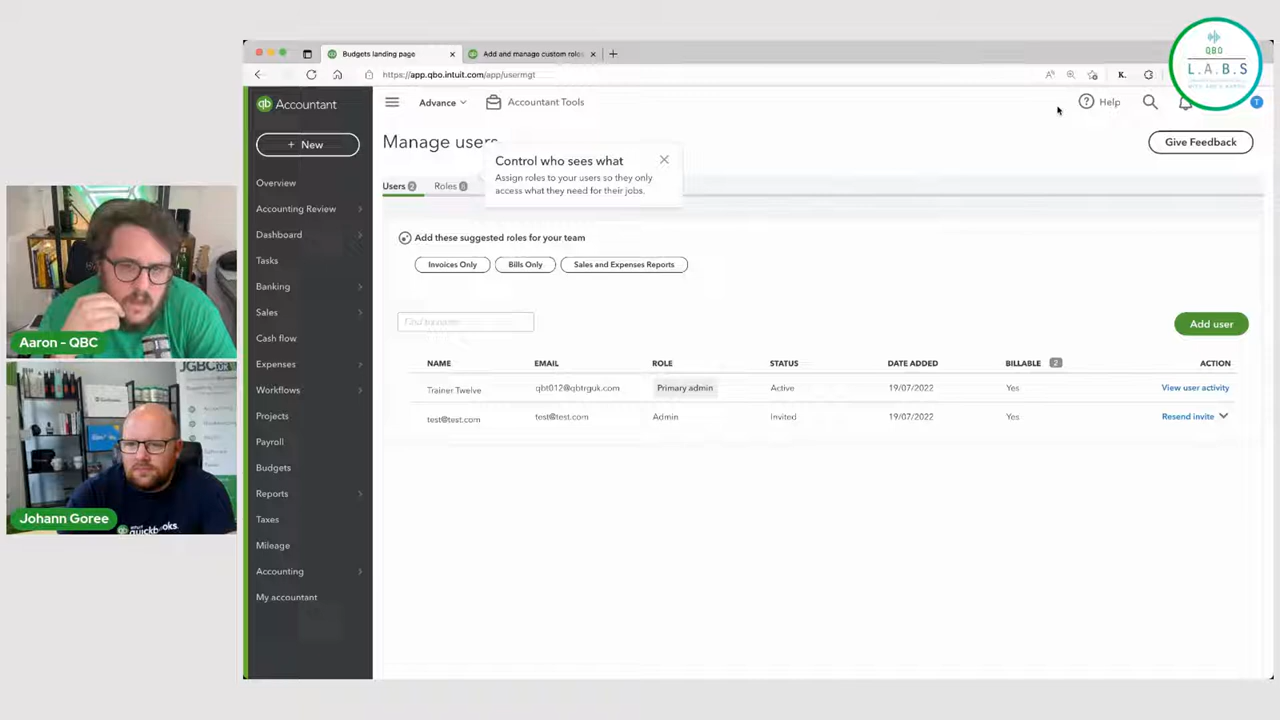 Budgets landing page
Add and manage custom role
https://app.qbo.intuit.com/app/usermgt
K.
QBO
L.A.B.S
qb Accountant
Advance
Accountant Tools
Help
T
+ New
Manage users
Give Feedback
Control who sees what
Assign roles to your users so they only
access what they need for their jobs.
Users 2
Roles
Overview
Accounting Review
Dashboard
Tasks
Banking
Sales
Cash flow
Expenses
Workflows
Projects
Payroll
Budgets
Reports
Taxes
Mileage
Accounting
My accountant
Add these suggested roles for your team
Invoices Only
Bills Only
Sales and Expenses Reports
Add user
NAME EMAIL ROLE STATUS DATE ADDED BILLABLE 2 ACTION
Trainer Twelve qbt012@qbtrguk.com Primary admin Active 19/07/2022 Yes View user activity
test@test.com test@test.com Admin Invited 19/07/2022 Yes Resend invite
Aaron - QBC
JGBC
quickbooks.
Johann Goree